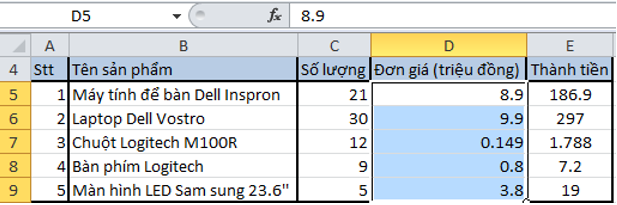 D5 fx 8.9
A B C D E
4 Stt Tên sản phẩm Số lượng Đơn giá (triệu đồng) Thành tiền
5 1 Máy tính để bàn Dell Inspron 21 8.9 186.9
6 2 Laptop Dell Vostro 30 9.9 297
7 3 Chuột Logitech M100R 12 0.149 1.788
8 4 Bàn phím Logitech 9 0.8 7.2
9 5 Màn hình LED Sam sung 23.6" 5 3.8 19